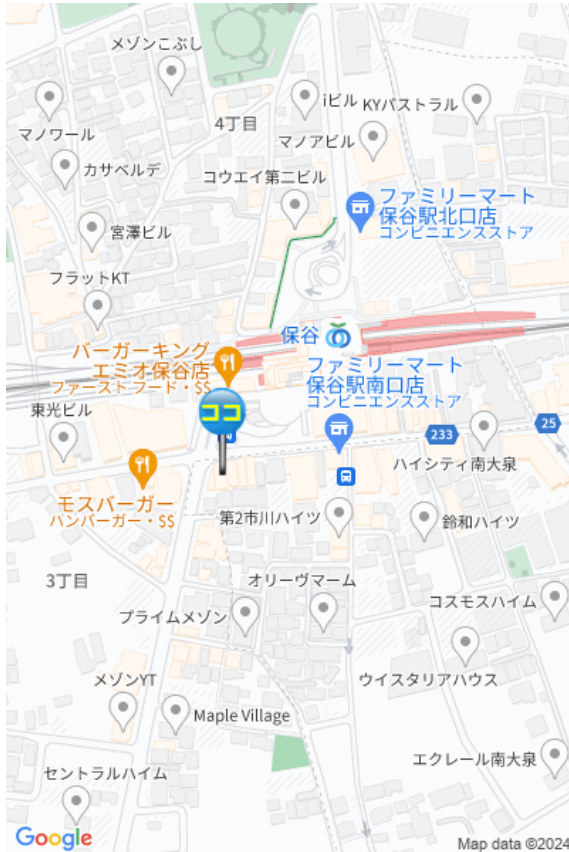 メゾンこぶし
iビル
KYパストラル
マノワール
4丁目
マノアビル
カサベルデ
コウエイ第二ビル
ファミリーマート
保谷駅北口店
コンビニエンスストア
宮澤ビル
フラットKT
保谷
バーガーキング
エミオ保谷店
ファースト フード・$$
ファミリーマート
保谷駅南口店
コンビニエンスストア
ココ
東光ビル
233
25
ハイシティ南大泉
モスバーガー
ハンバーガー・$$
第2市川ハイツ
鈴和ハイツ
3丁目
オリーヴマーム
プライムメゾン
コスモスハイム
メゾンYT
ウイスタリアハウス
Maple Village
エクレール南大泉
セントラルハイム
Google
Map data ©2024